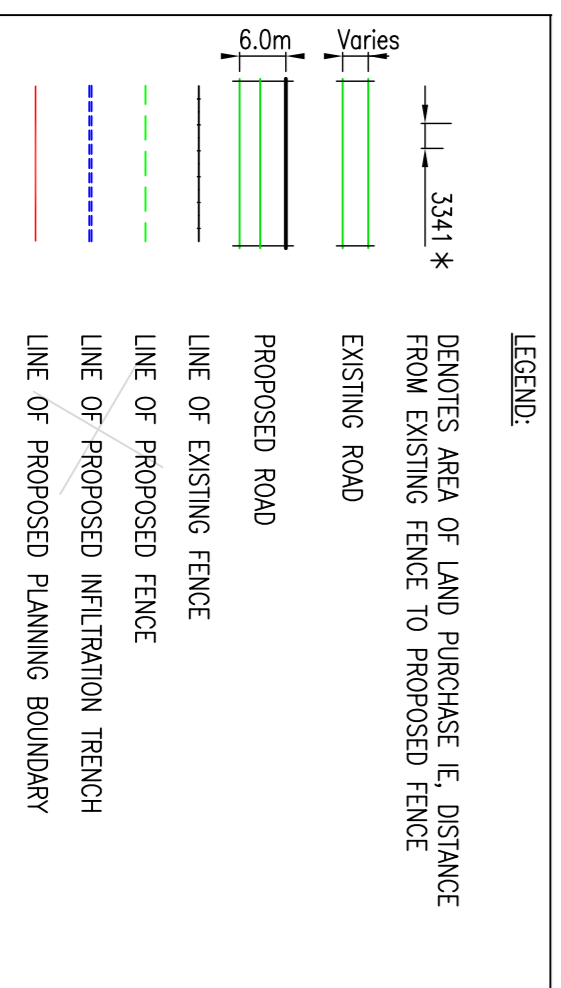 LEGEND:
3341 *
DENOTES AREA OF LAND PURCHASE IE, DISTANCE
FROM EXISTING FENCE TO PROPOSED FENCE
Varies
EXISTING ROAD
6.0m
PROPOSED ROAD
LINE OF EXISTING FENCE
LINE OF PROPOSED FENCE
LINE OF PROPOSED INFILTRATION TRENCH
LINE OF PROPOSED PLANNING BOUNDARY